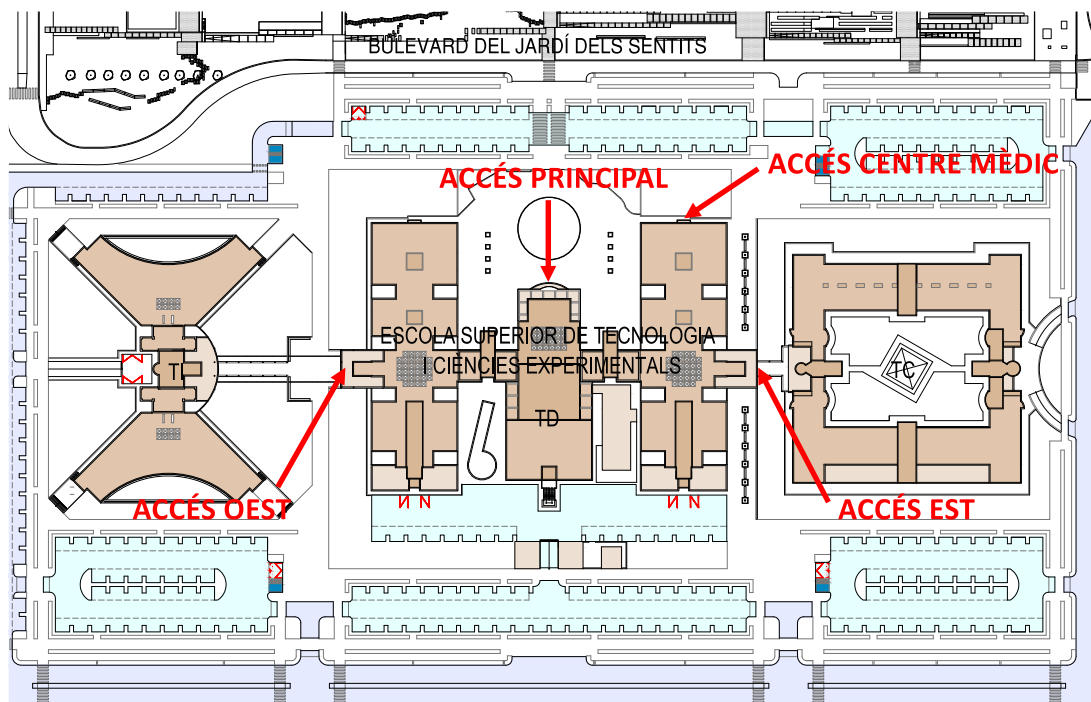 BULEVARD DEL JARDÍ DELS SENTITS
ACCÉS CENTRE MÈDIC
ACCÉS PRINCIPAL
ESCOLA SUPERIOR DE TECNOLOGIA
I CIÈNCIES EXPERIMENTALS
TI
TC
TD
ACCÉS OEST
ACCÉS EST